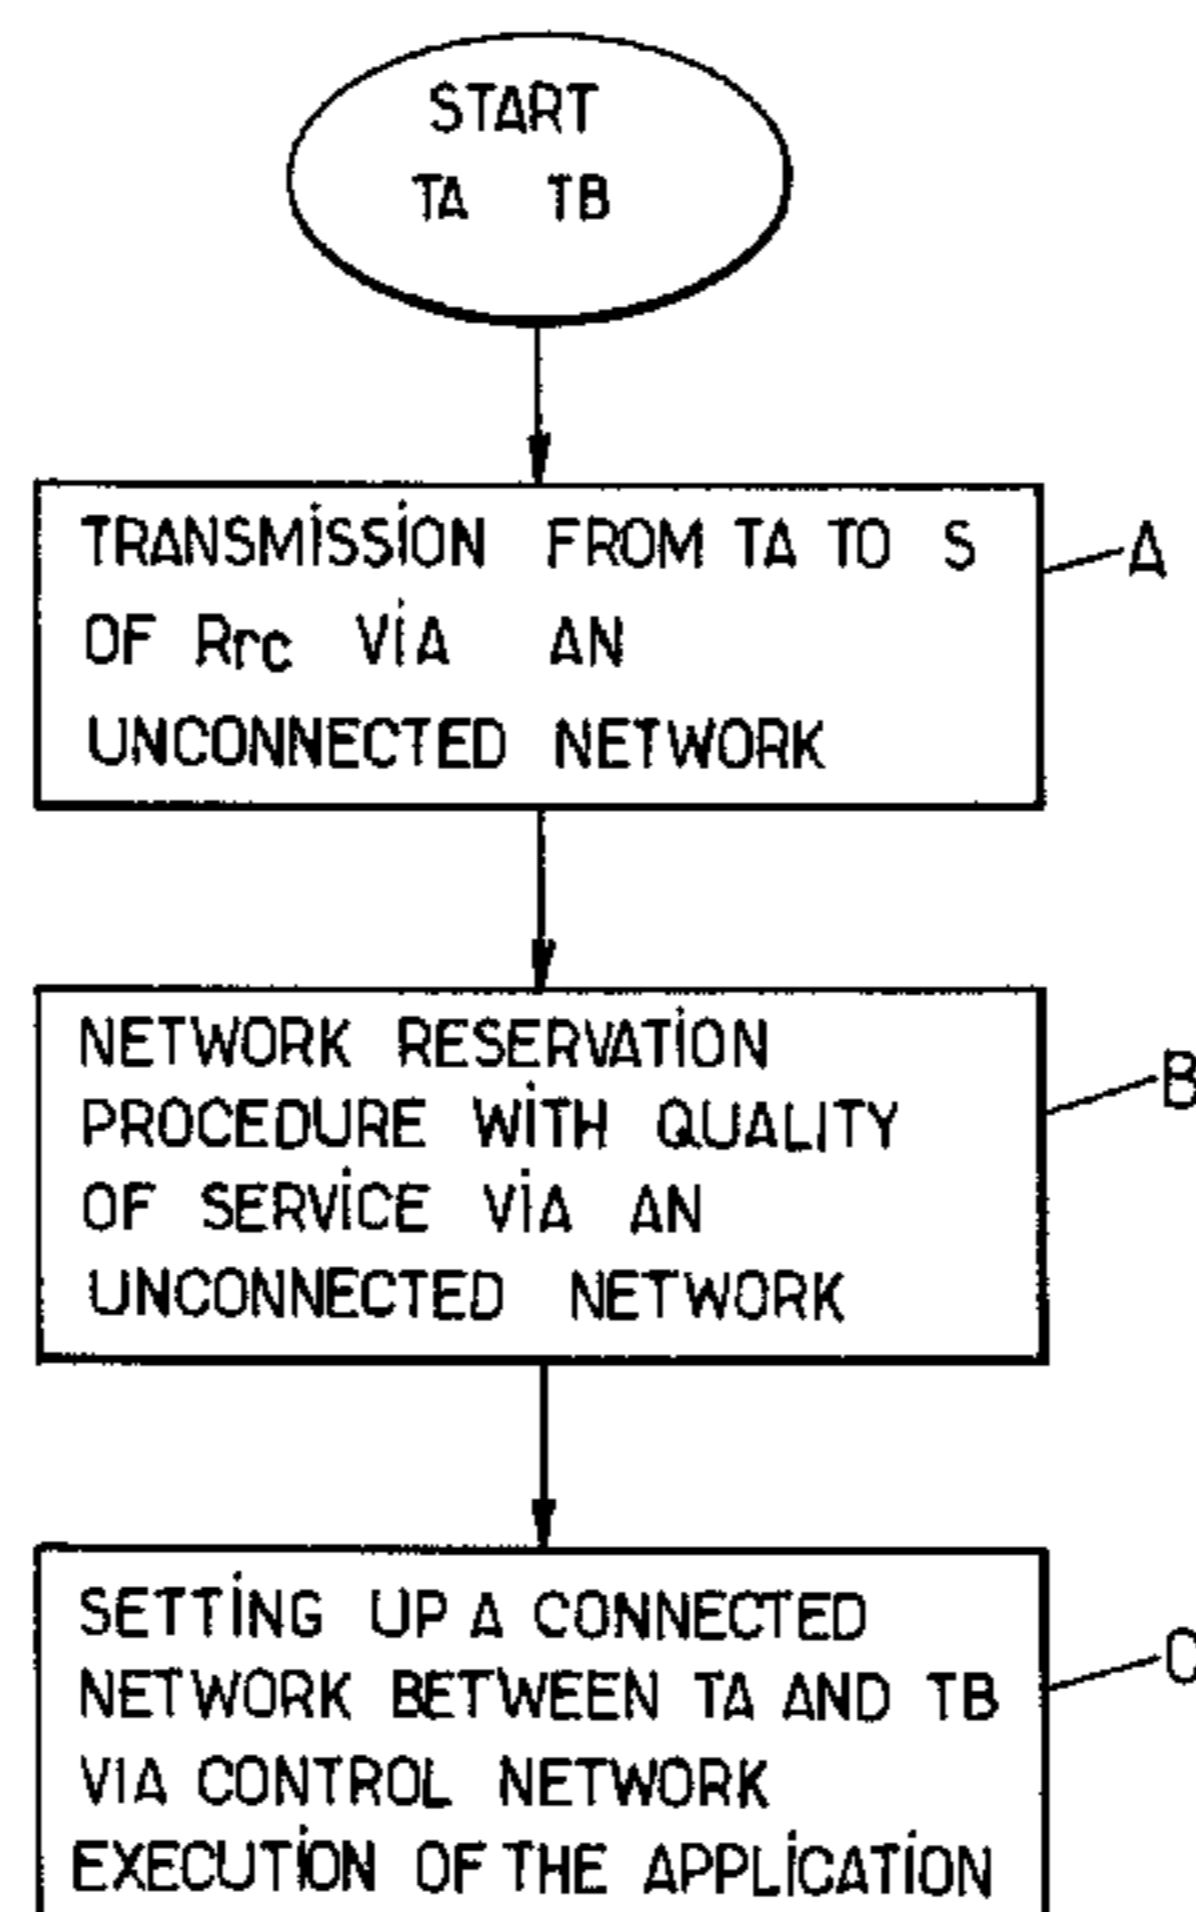 START
TA TB
TRANSMiSSiON FROM TA TO S
OF Rrc ViA AN
UNCONNECTED NETWORK
A
NETWORK RESERVATiON
PROCEDURE WiTH QUALITY
OF SERViCE ViA AN
UNCONNECTED NETWORK
B
SETTiNG UP A CONNECTED
NETWORK BETWEEN TA AND TB
VIA CONTROL NETWORK
EXECUTiON OF THE APPLiCATiON
C